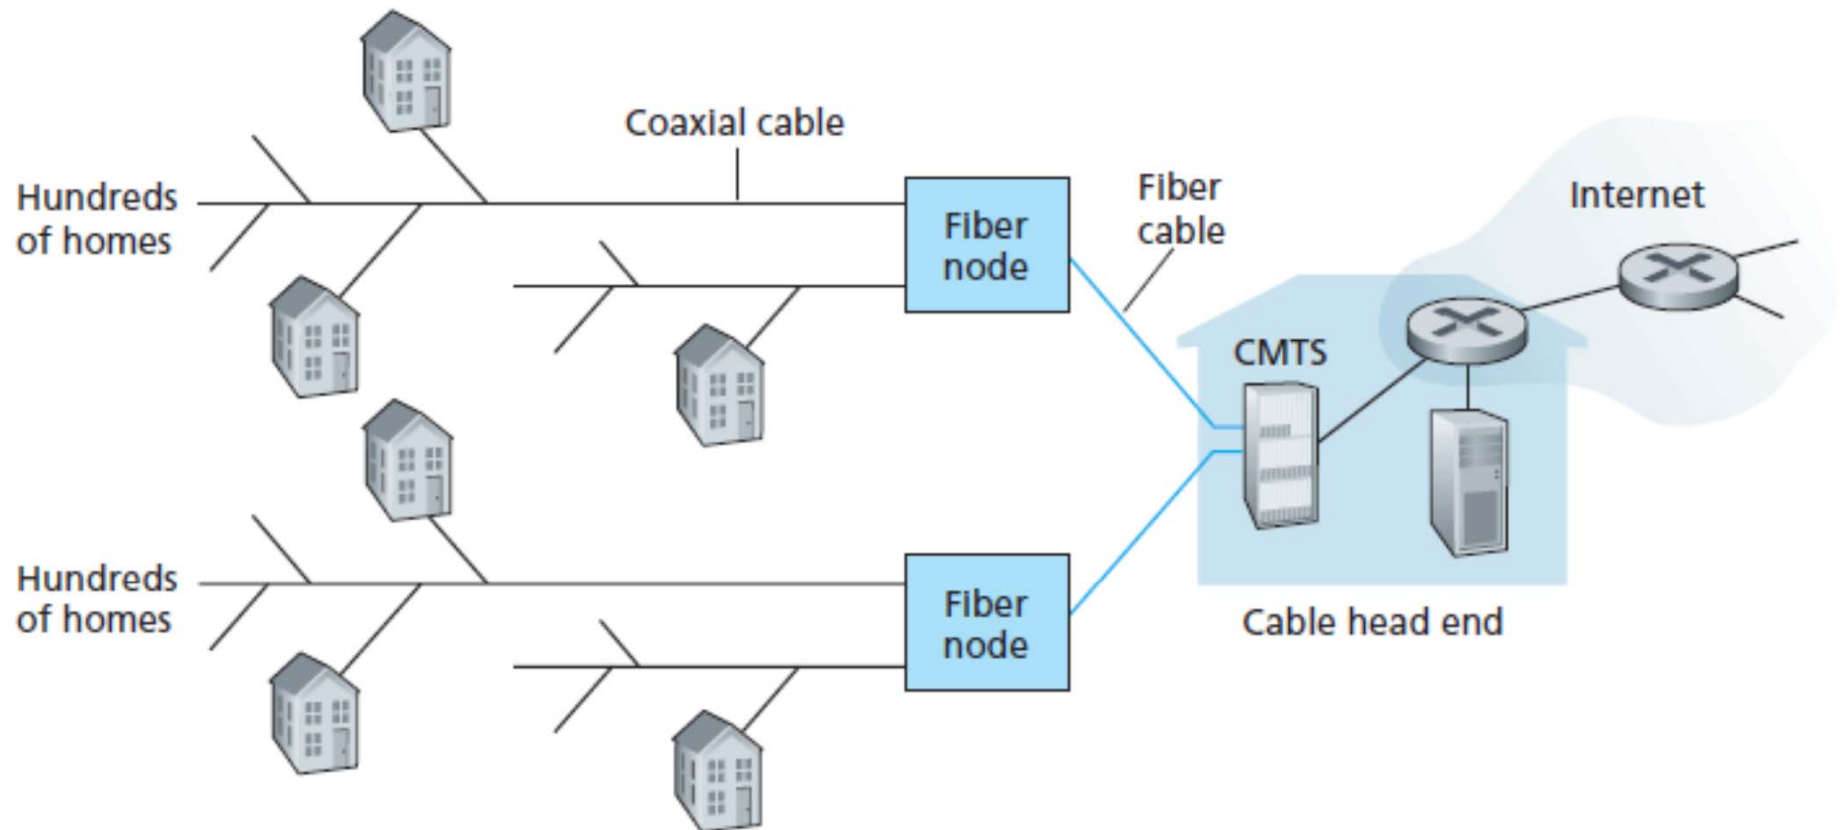 Coaxial cable
Hundreds
of homes
Fiber
node
Fiber
cable
Internet
CMTS
Hundreds
of homes
Fiber
node
Cable head end